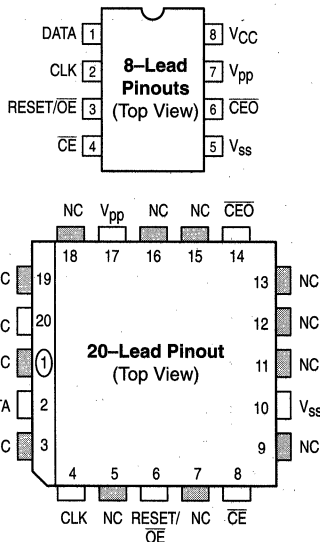 DATA 1 8 VCC
CLK 2 8–Lead 7 Vpp
Pinouts
RESET/OE 3 (Top View) 6 CEO
CE 4 5 Vss
NC Vpp NC NC CEO
18 17 16 15 14
C 19 13 NC
C 20 12 NC
20–Lead Pinout
C 1 (Top View) 11 NC
TA 2 10 Vss
C 3 9 NC
4 5 6 7 8
CLK NC RESET/ NC CE
OE